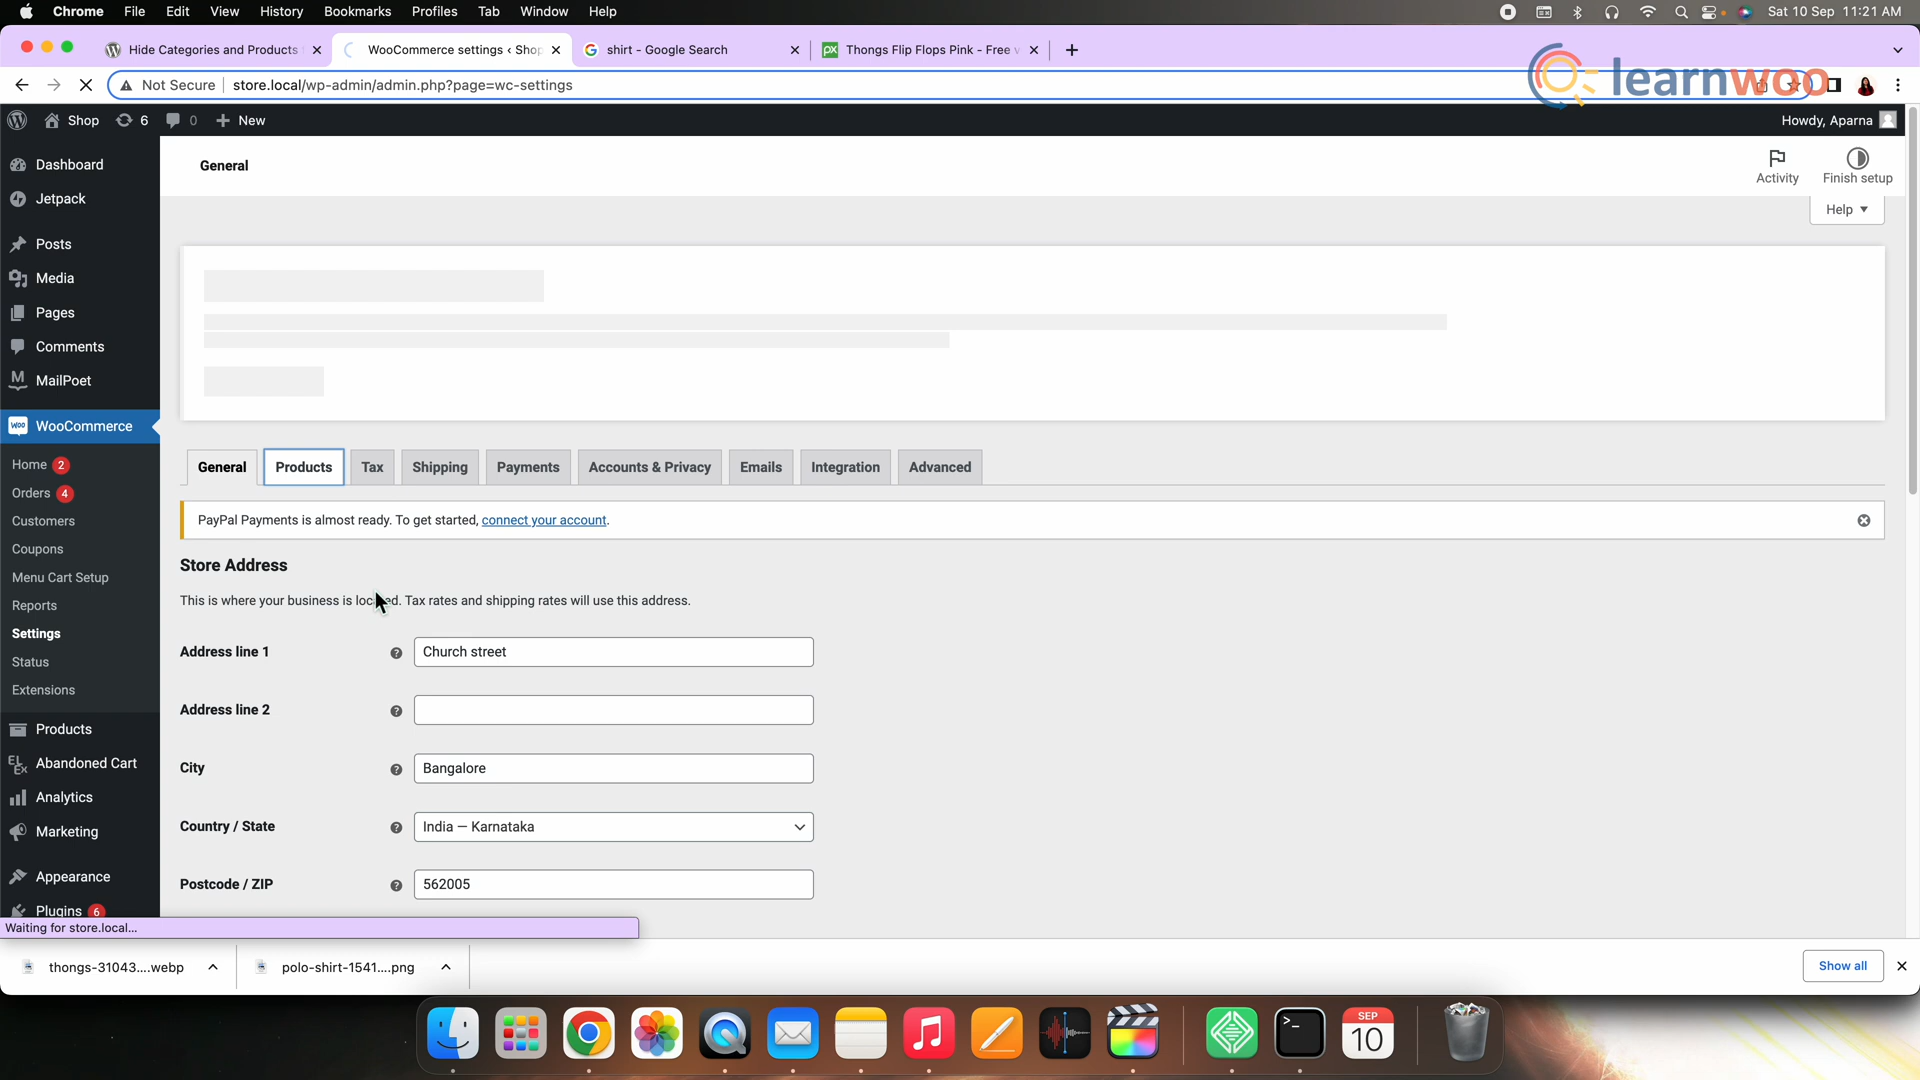 Chrome File Edit View History Bookmarks Profiles Tab Window Help Sat 10 Sep 11:21 AM
Hide Categories and Products WooCommerce settings ‹ Shop shirt - Google Search Thongs Flip Flops Pink - Free
Not Secure store.local/wp-admin/admin.php?page=wc-settings
learnwoo
Shop 6 0 New Howdy, Aparna
Dashboard
Jetpack
Posts
Media
Pages
Comments
MailPoet
WooCommerce
Home 2
Orders 4
Customers
Coupons
Menu Cart Setup
Reports
Settings
Status
Extensions
Products
Abandoned Cart
Analytics
Marketing
Appearance
Plugins 6
General
Activity
Finish setup
Help
General Products Tax Shipping Payments Accounts & Privacy Emails Integration Advanced
PayPal Payments is almost ready. To get started, connect your account.
Store Address
This is where your business is located. Tax rates and shipping rates will use this address.
Address line 1 Church street
Address line 2
City Bangalore
Country / State India — Karnataka
Postcode / ZIP 562005
Waiting for store.local...
thongs-31043....webp polo-shirt-1541....png Show all
SEP
10